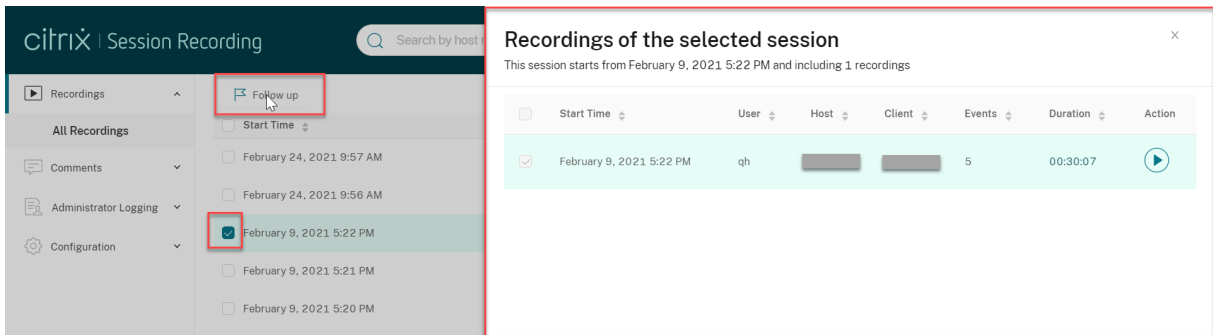 citrix | Session Recording
Search by host
Recordings
All Recordings
Comments
Administrator Logging
Configuration
Follow up
Start Time
February 24, 2021 9:57 AM
February 24, 2021 9:56 AM
February 9, 2021 5:22 PM
February 9, 2021 5:21 PM
February 9, 2021 5:20 PM
Recordings of the selected session
This session starts from February 9, 2021 5:22 PM and including 1 recordings
Start Time User Host Client Events Duration Action
February 9, 2021 5:22 PM qh 5 00:30:07